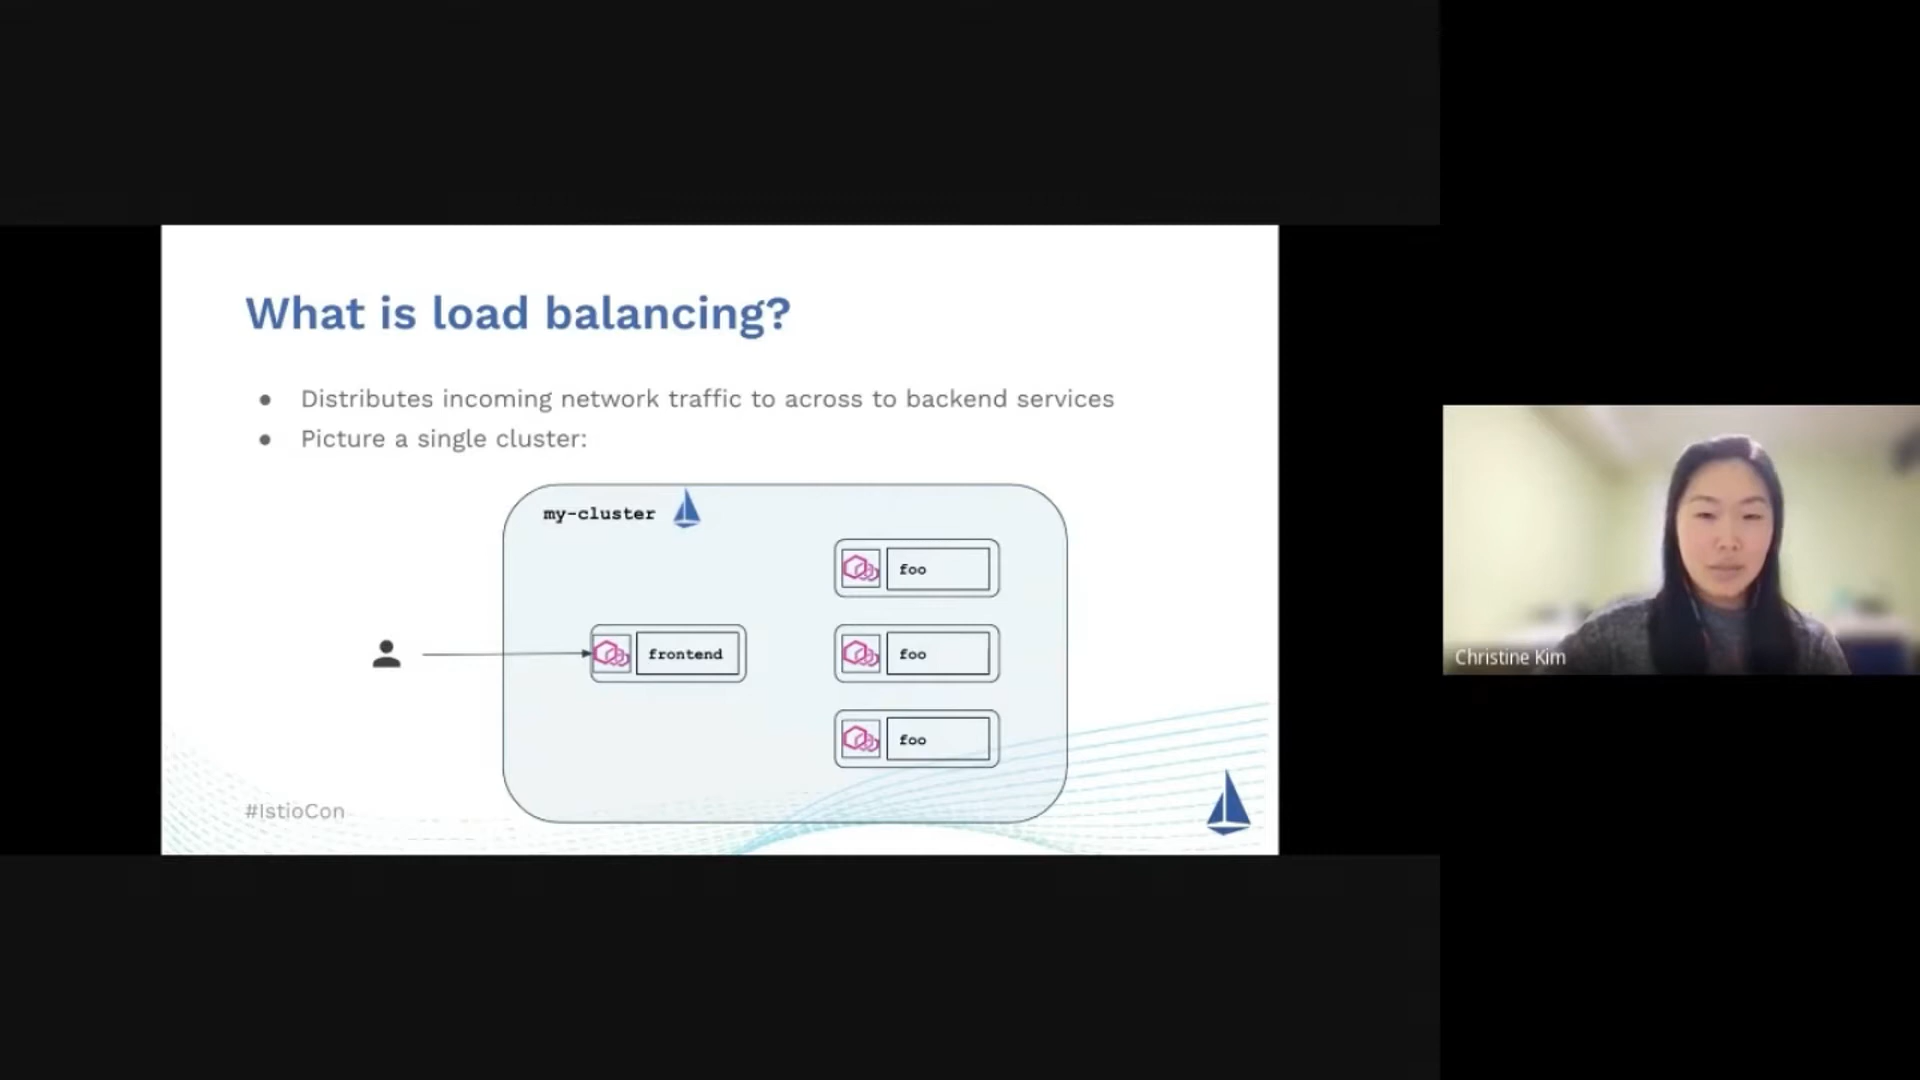 What is load balancing?
Distributes incoming network traffic to across to backend services
Picture a single cluster:
my-cluster
foo
frontend
foo
foo
#IstioCon
Christine Kim